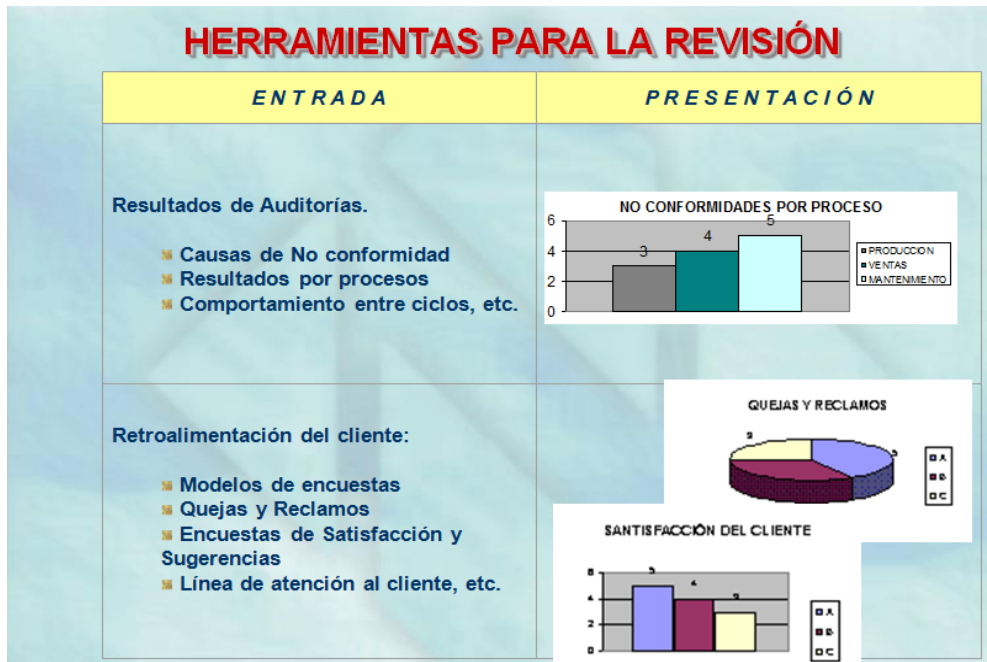 HERRAMIENTAS PARA LA REVISIÓN
ENTRADA
PRESENTACIÓN
Resultados de Auditorías.
Causas de No conformidad
Resultados por procesos
Comportamiento entre ciclos, etc.
NO CONFORMIDADES POR PROCESO
6
4
2
0
3
4
5
PRODUCCION
VENTAS
MANTENIMIENTO
Retroalimentación del cliente:
Modelos de encuestas
Quejas y Reclamos
Encuestas de Satisfacción y
Sugerencias
Línea de atención al cliente, etc.
QUEJAS Y RECLAMOS
A
B
C
SANTISFACCIÓN DEL CLIENTE
4
2
0
4
A
B
C